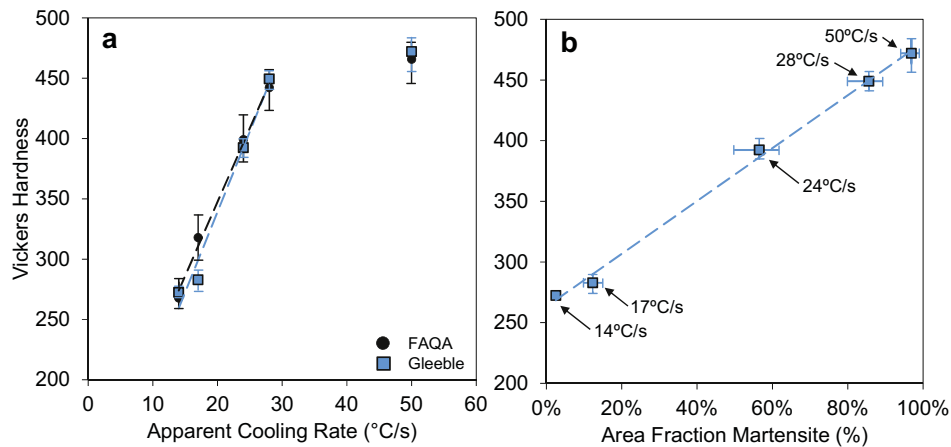 a
500
450
400
350
300
250
200
0
10
20
30
40
50
60
Vickers Hardness
Apparent Cooling Rate (°C/s)
FAQA
Gleeble
b
500
450
400
350
300
250
200
0%
20%
40%
60%
80%
100%
Area Fraction Martensite (%)
50ºC/s
28ºC/s
24ºC/s
17ºC/s
14ºC/s